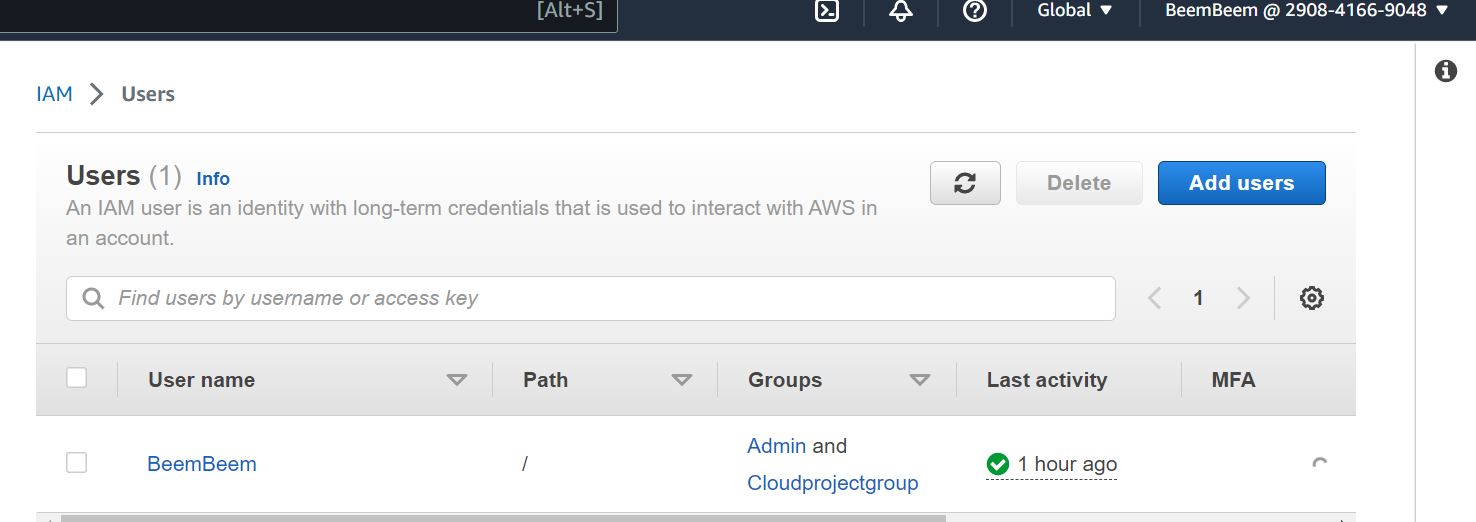 [Alt+S]
Global
BeemBeem @ 2908-4166-9048
IAM
Users
Users (1) Info
Delete
Add users
An IAM user is an identity with long-term credentials that is used to interact with AWS in
an account.
Find users by username or access key
1
User name
Path
Groups
Last activity
MFA
BeemBeem
/
Admin and
Cloudprojectgroup
1 hour ago